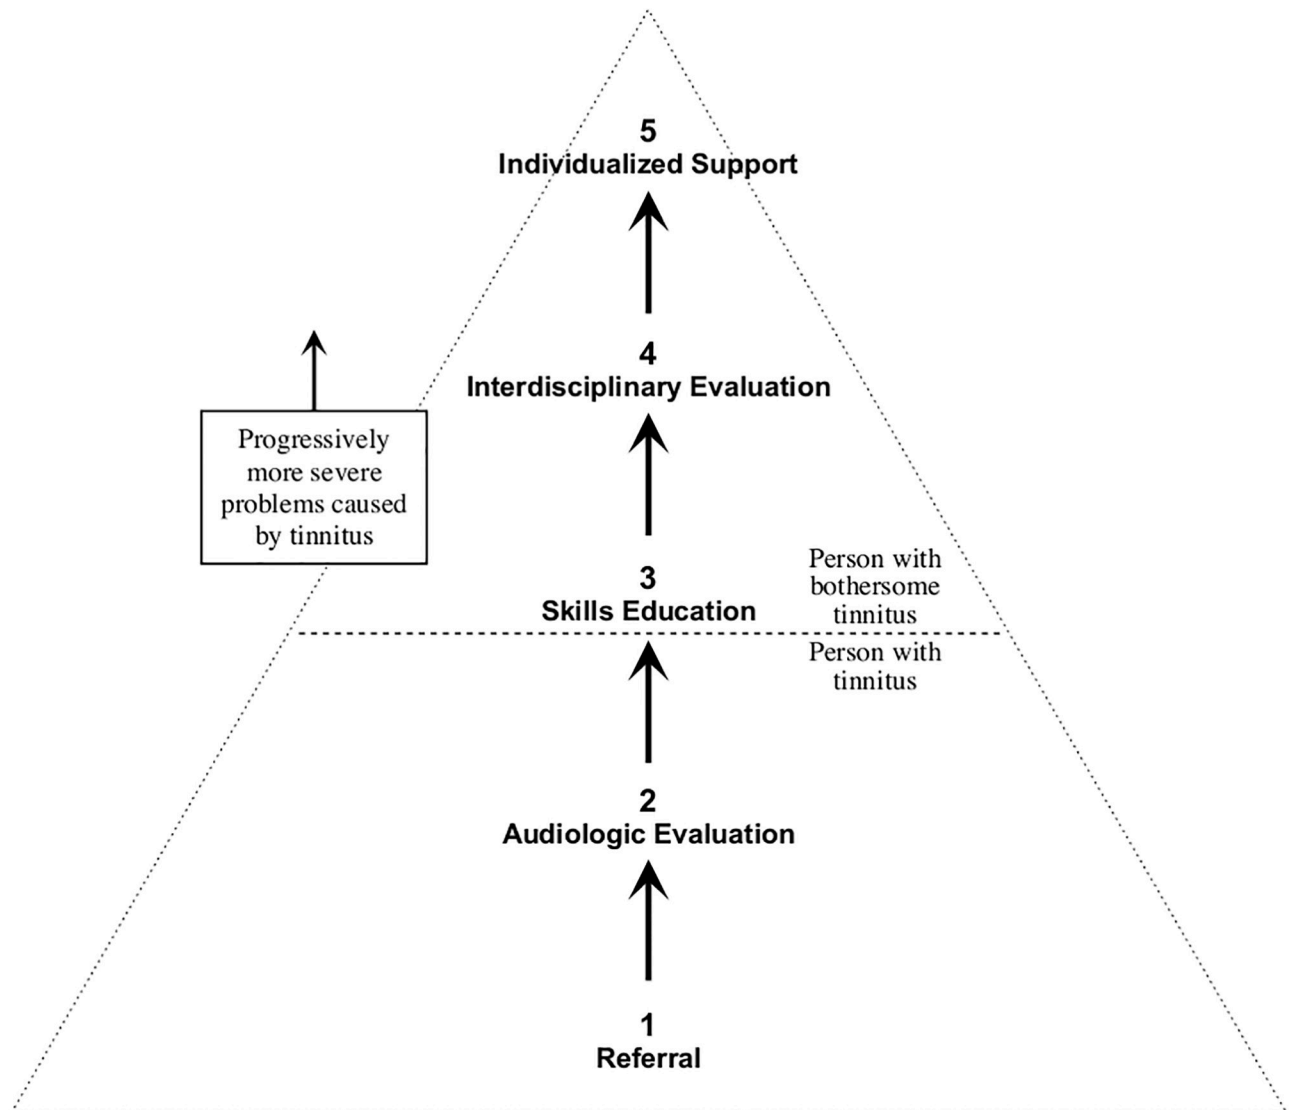 5
Individualized Support
4
Interdisciplinary Evaluation
Progressively
more severe
problems caused
by tinnitus
3
Skills Education
Person with
bothersome
tinnitus
Person with
tinnitus
2
Audiologic Evaluation
1
Referral